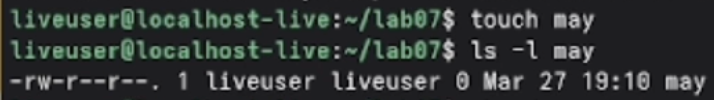 liveuser@localhost-live:~/lab07$ touch may
liveuser@localhost-live:~/lab07$ ls -l may
-rw-r--r--. 1 liveuser liveuser 0 Mar 27 19:10 may